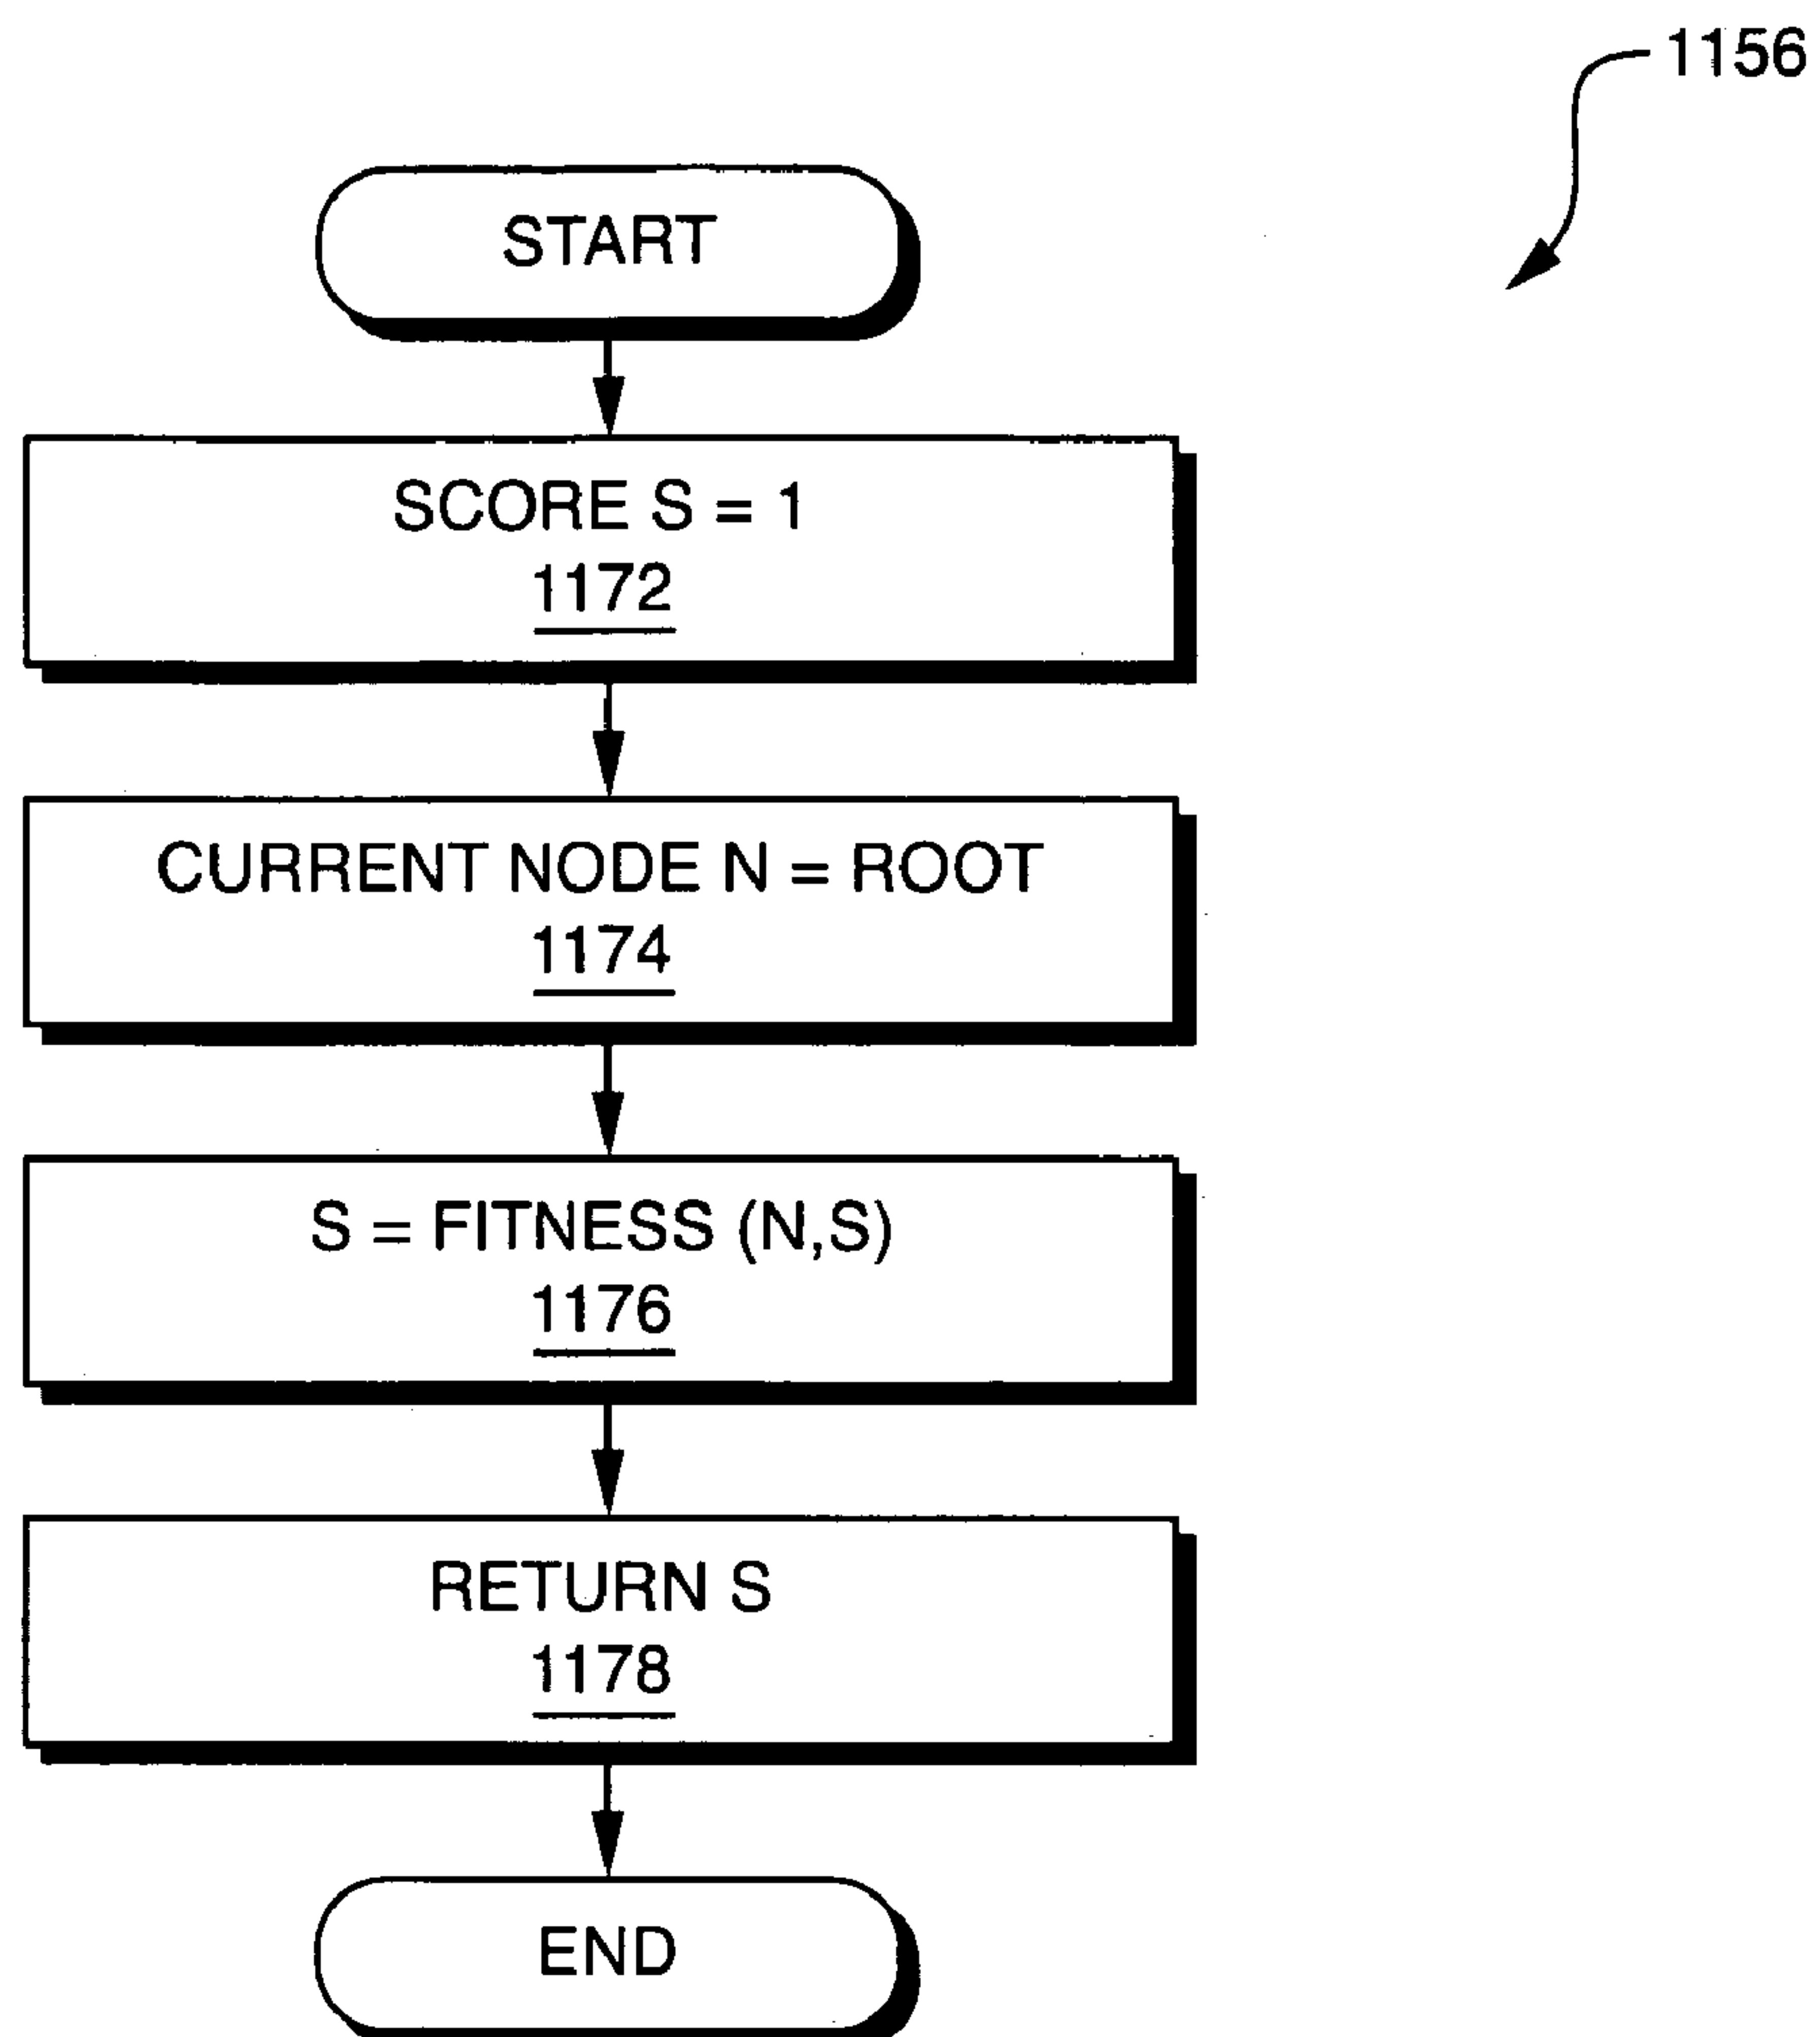 1156
START
SCORE S = 1
1172
CURRENT NODE N = ROOT
1174
S = FITNESS (N,S)
1176
RETURN S
1178
END